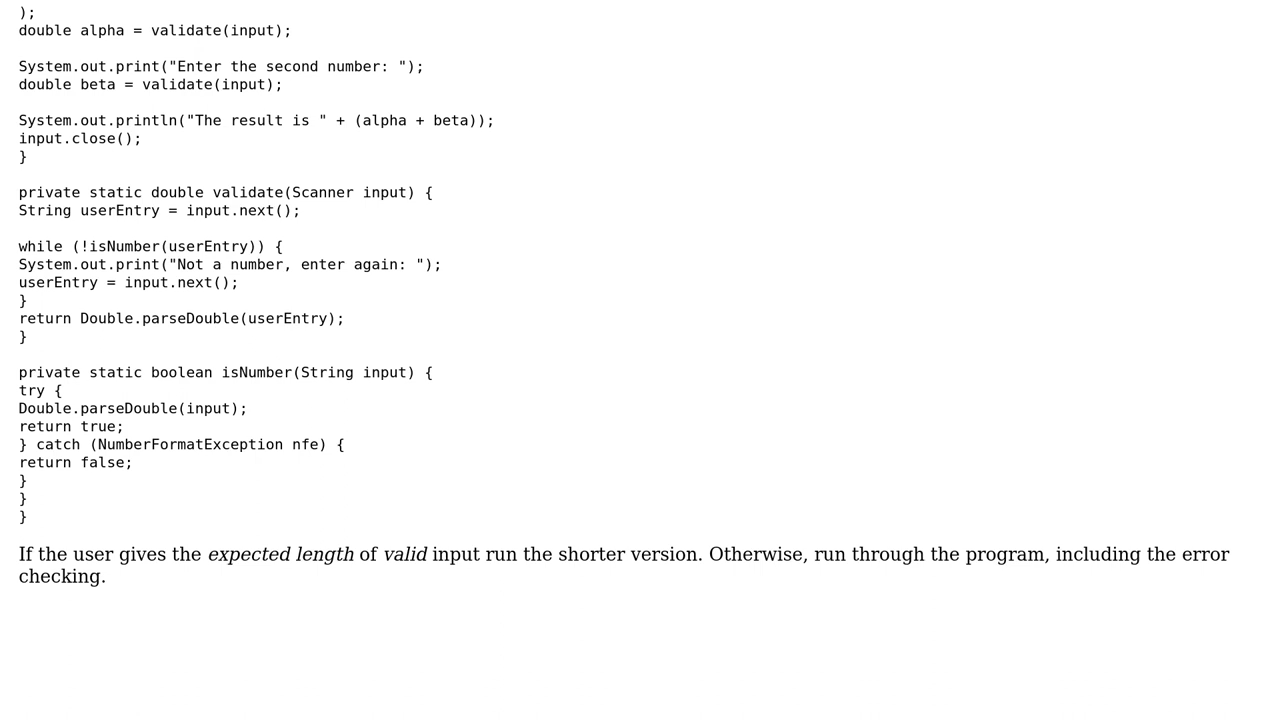 );
double alpha = validate(input);
System.out.print("Enter the second number: ");
double beta = validate(input);
System.out.println("The result is " + (alpha + beta));
input.close();
}
private static double validate(Scanner input) {
String userEntry = input.next();
while (!isNumber(userEntry)) {
System.out.print("Not a number, enter again: ");
userEntry = input.next();
}
return Double.parseDouble(userEntry);
}
private static boolean isNumber(String input) {
try {
Double.parseDouble(input);
return true;
} catch (NumberFormatException nfe) {
return false;
}
}
}
If the user gives the expected length of valid input run the shorter version. Otherwise, run through the program, including the error
checking.